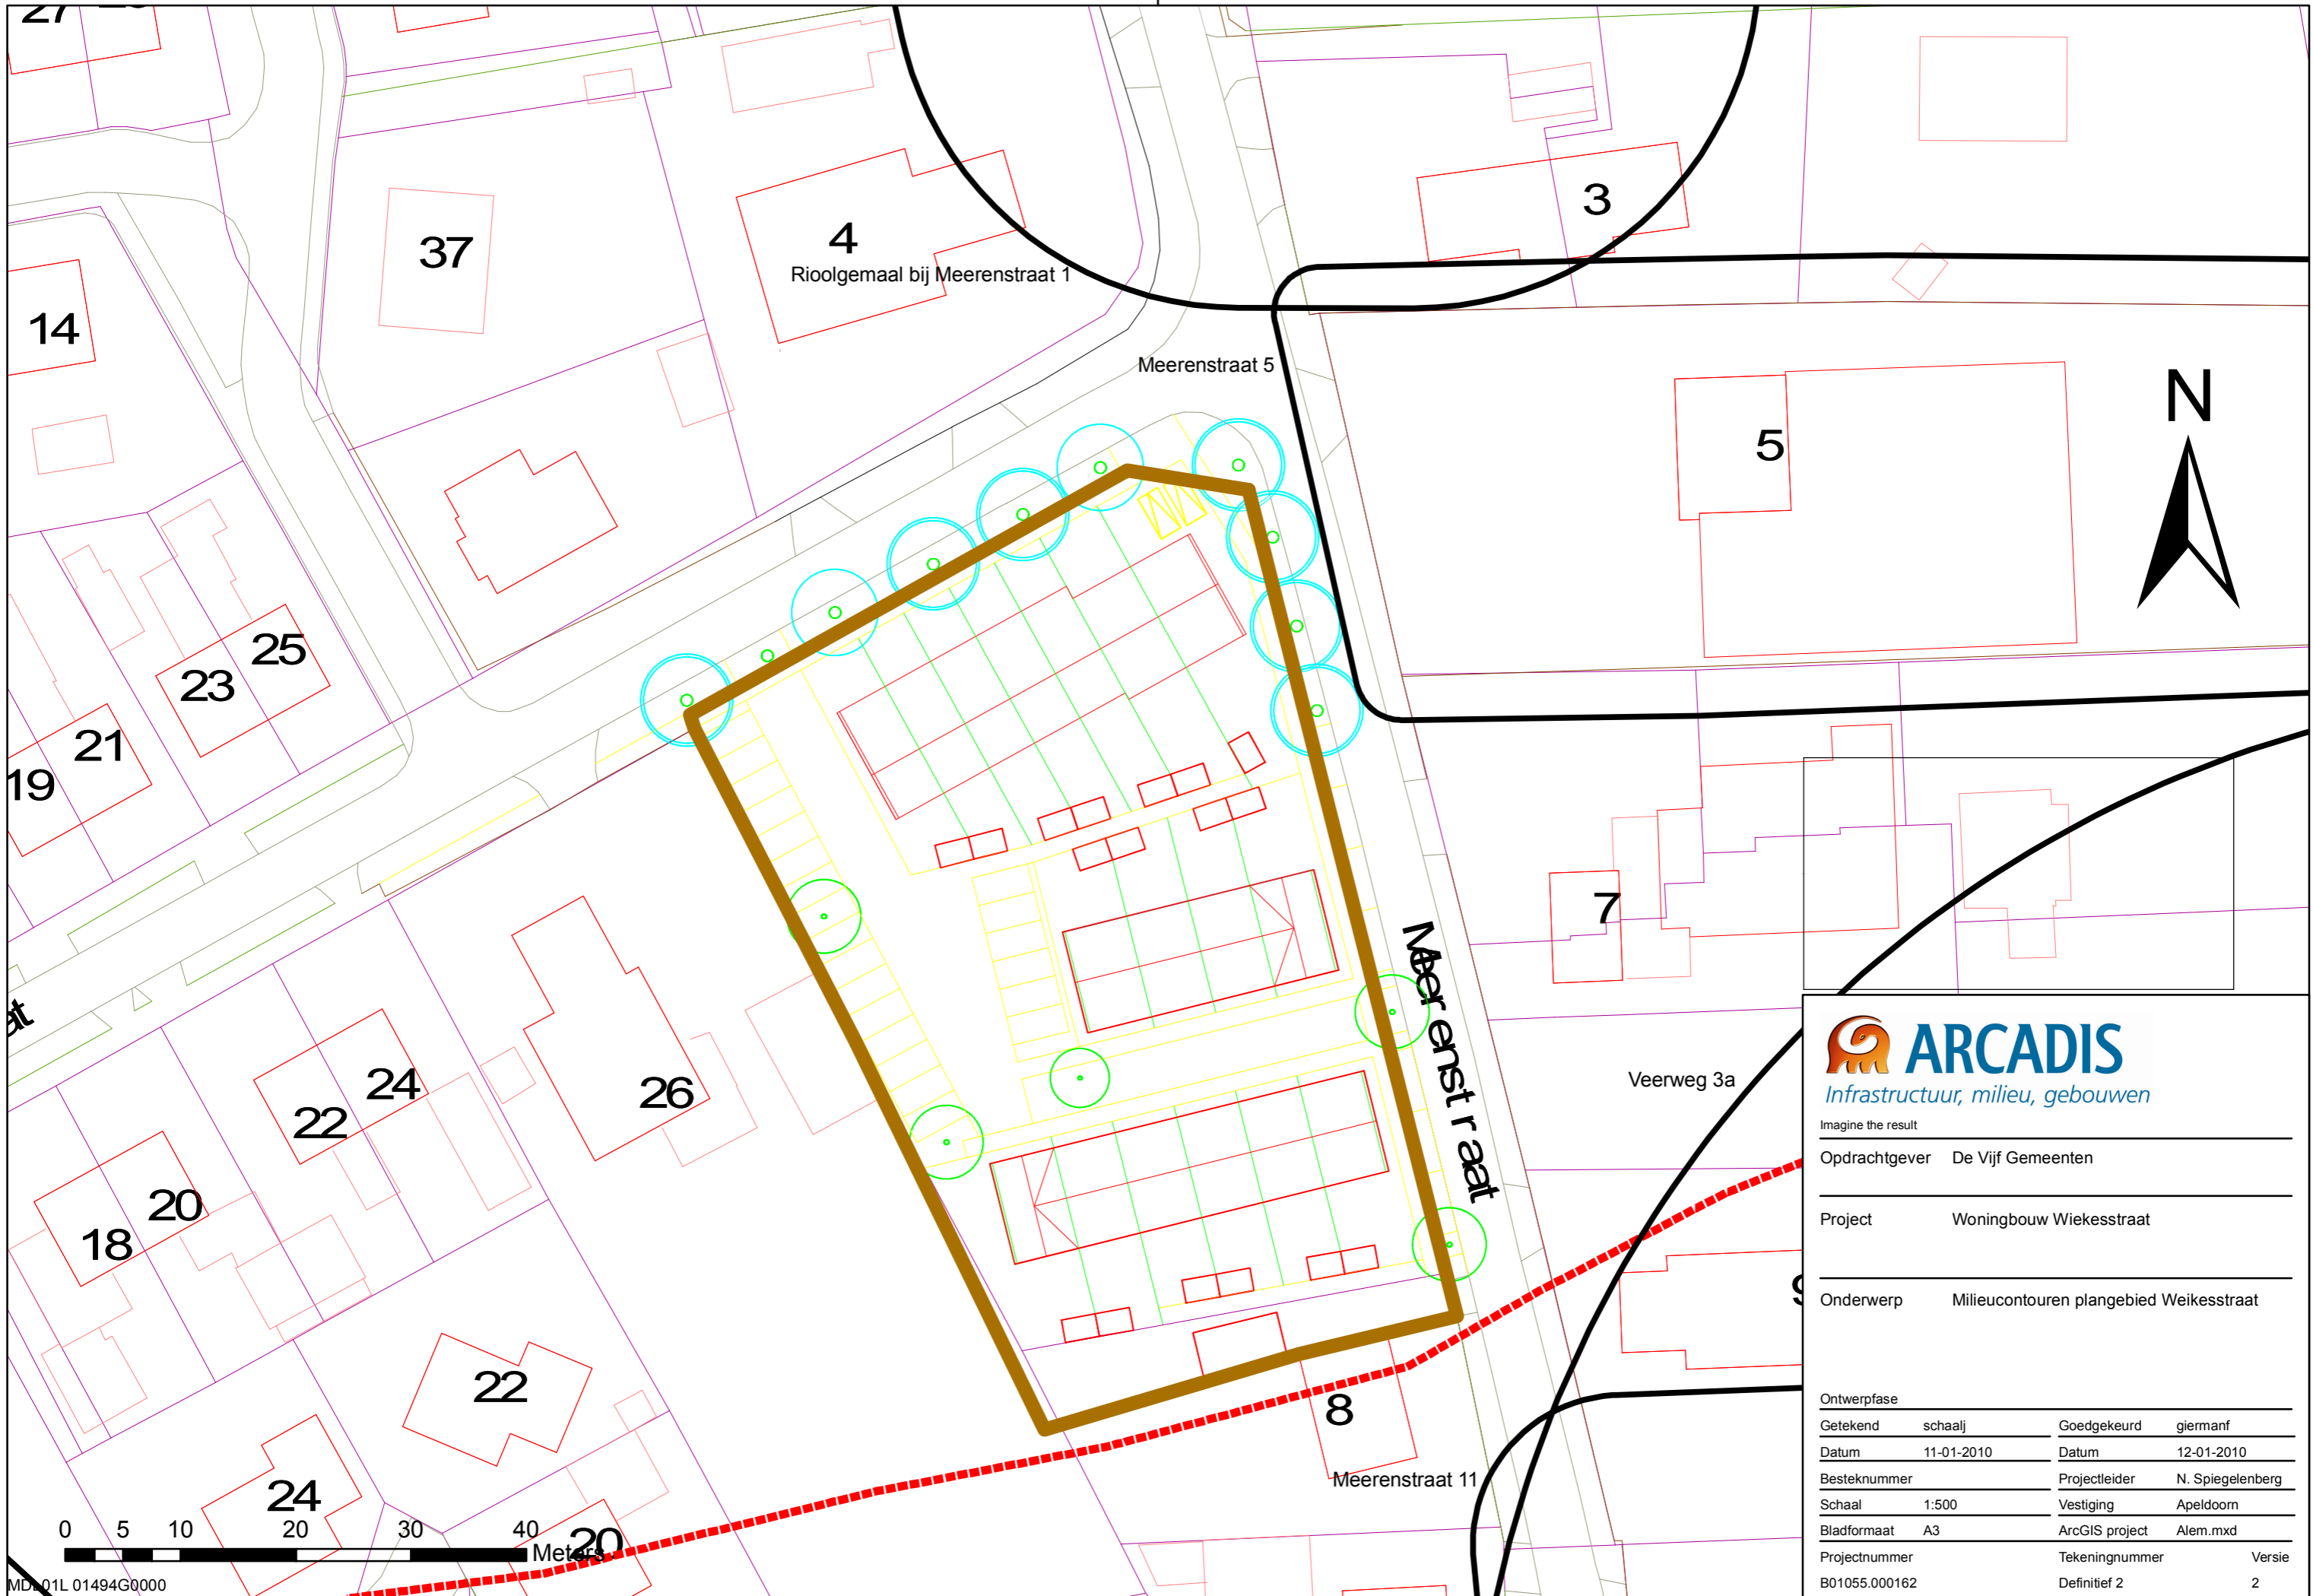 27
37
4
3
Rioolgemaal bij Meerenstraat 1
14
Meerenstraat 5
N
5
25
23
21
19
7
Meerenstraat
26
24
22
20
18
Veerweg 3a
22
24
8
Meerenstraat 11
9
20
0 5 10 20 30 40
Meters
ARCADIS
Infrastructuur, milieu, gebouwen
Imagine the result
Opdrachtgever De Vijf Gemeenten
Project Woningbouw Wiekesstraat
Onderwerp Milieucontouren plangebied Weikesstraat
Ontwerpfase
Getekend schaalj Goedgekeurd giermanf
Datum 11-01-2010 Datum 12-01-2010
Besteknummer Projectleider N. Spiegelenberg
Schaal 1:500 Vestiging Apeldoorn
Bladformaat A3 ArcGIS project Alem.mxd
Projectnummer Tekeningnummer Versie
B01055.000162 Definitief 2 2